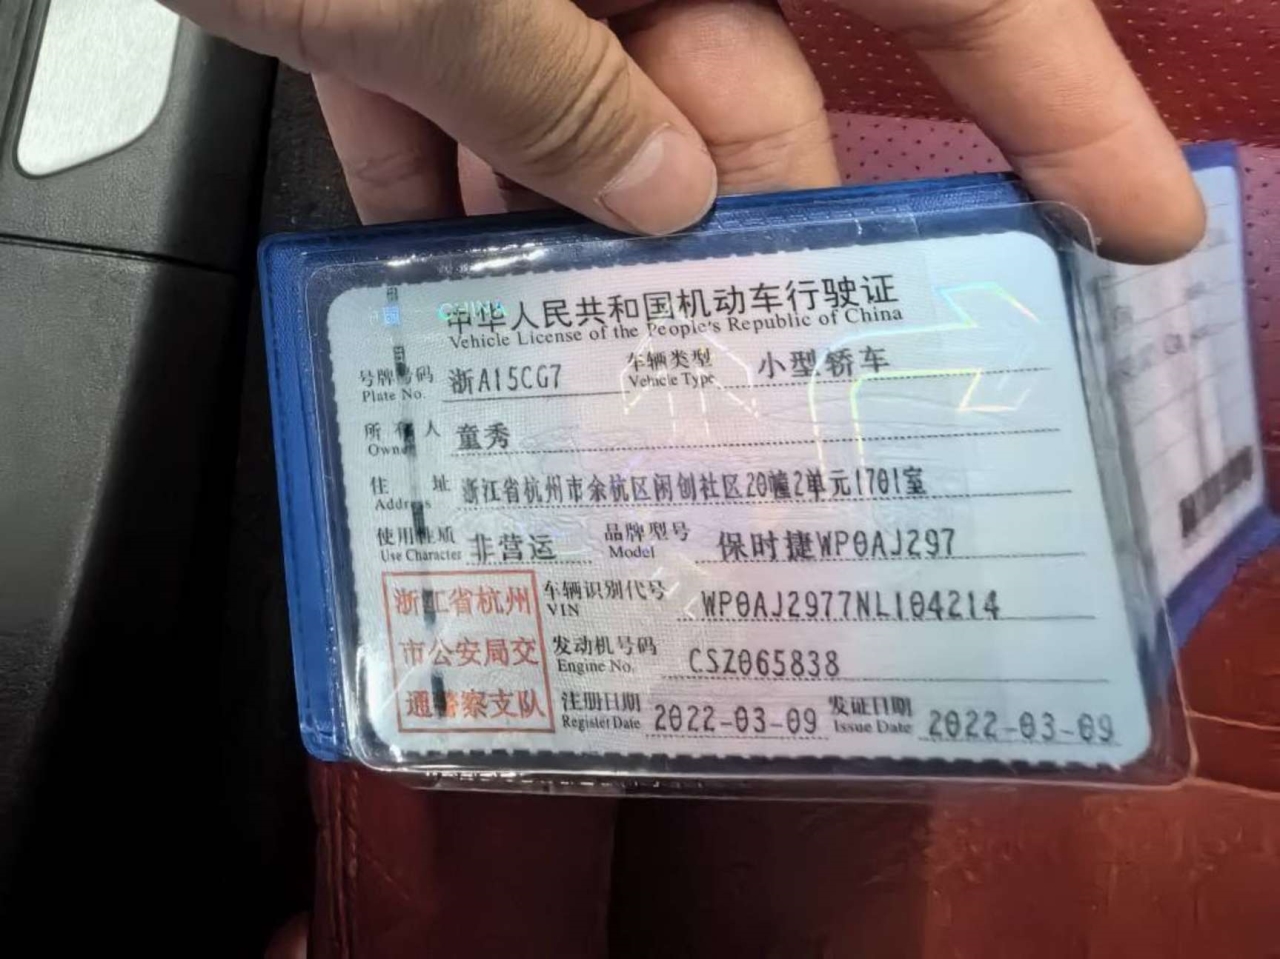 中华人民共和国机动车行驶证
Vehicle License of the People's Republic of China
号牌号码 浙A15CG7 车辆类型 小型轿车
Plate No. Vehicle Type
所有人 童秀
Owner
住址 浙江省杭州市余杭区闲创社区20幢2单元1701室
Address
使用性质 非营运 品牌型号 保时捷WP0AJ297
Use Character Model
浙江省杭州 车辆识别代号 WP0AJ2977NL104214
VIN
市公安局交 发动机号码 CSZ065838
Engine No.
通警察支队 注册日期 2022-03-09 发证日期 2022-03-09
Register Date Issue Date